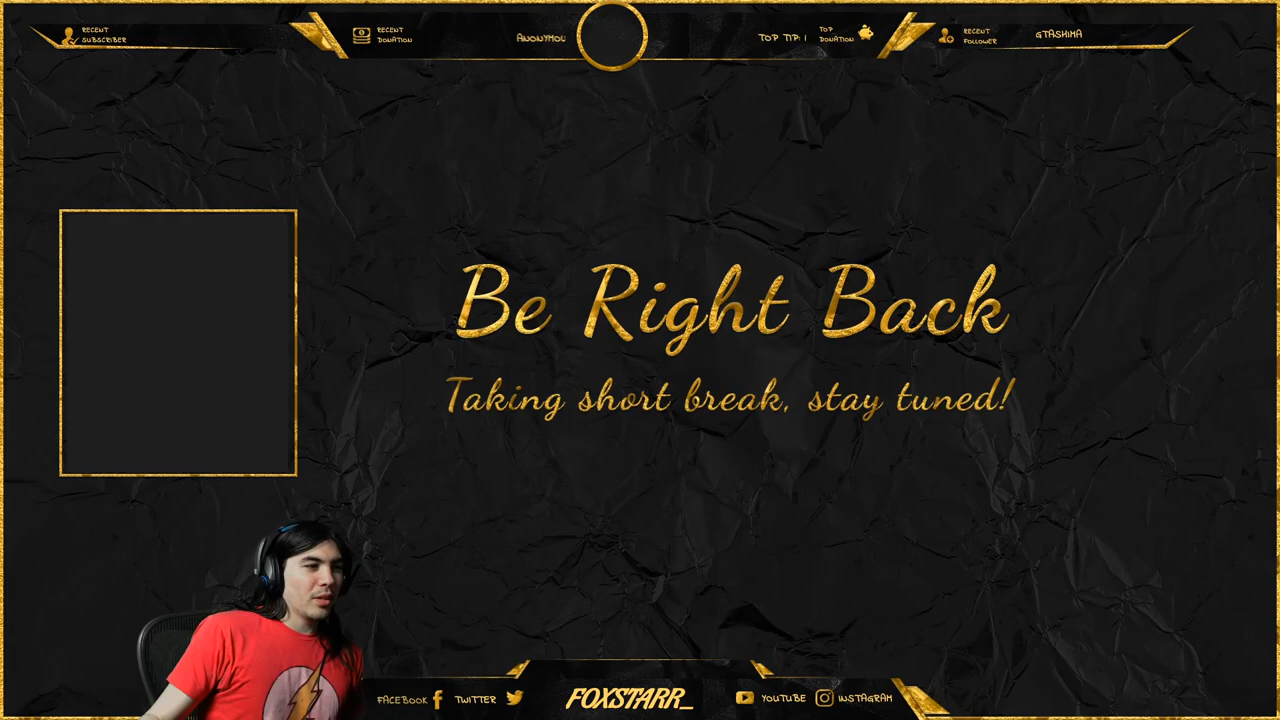 RECENT
SUBSCRIBER
RECENT
DONATION
ANONYMOU
TOP TIP: 1
TOP
DONATION
RECENT
FOLLOWER
GTASHIMA
Be Right Back
Taking short break, stay tuned!
FACEBOOK
TWITTER
FOXSTARR_
YOUTUBE
INSTAGRAM